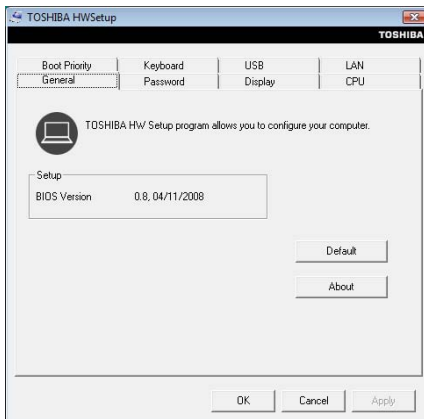 TOSHIBA HWSetup
TOSHIBA
Boot Priority Keyboard USB LAN
General Password Display CPU
TOSHIBA HW Setup program allows you to configure your computer.
Setup
BIOS Version 0.8, 04/11/2008
Default
About
OK Cancel Apply